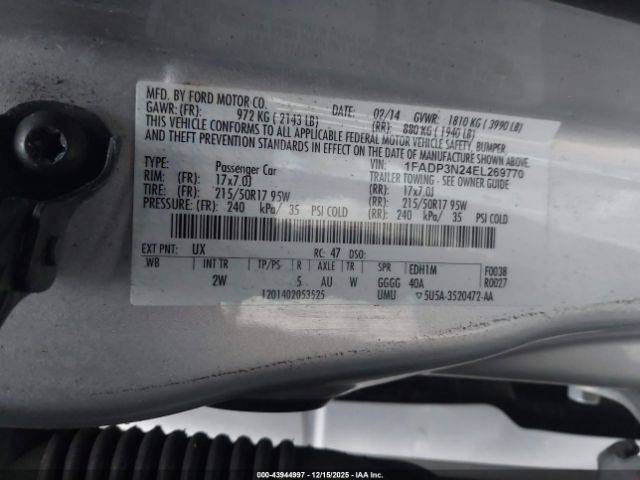 MFD. BY FORD MOTOR CO. DATE: 02/14 GVWR: 1810 KG ( 3990 LB)
GAWR: (FR): 972 KG ( 2143 LB) (RR): 880 KG ( 1940 LB)
THIS VEHICLE CONFORMS TO ALL APPLICABLE FEDERAL MOTOR VEHICLE SAFETY, BUMPER,
AND THEFT PREVENTION STANDARDS IN EFFECT ON THE DATE OF MANUFACTURE SHOWN ABOVE.
VIN: 1FADP3N24EL269770
TYPE: Passenger Car TRAILER TOWING - SEE OWNER GUIDE
RIM: (FR) 17x7.0J (RR): 17x7.0J
TIRE: (FR) 215/50R17 95W (RR): 215/50R17 95W
PRESSURE: (FR) 240 kPa/ 35 PSI COLD (RR): 240 kPa/ 35 PSI COLD
EXT PNT: UX RC: 47 DSO:
WB INT TR TP/PS R AXLE TR SPR EDH1M F0038
2W 5 AU W GGGG 40A R0027
1201402053525 UMU ▽5U5A-3520472-AA
000-43944997 - 12/15/2025 - IAAI.COM